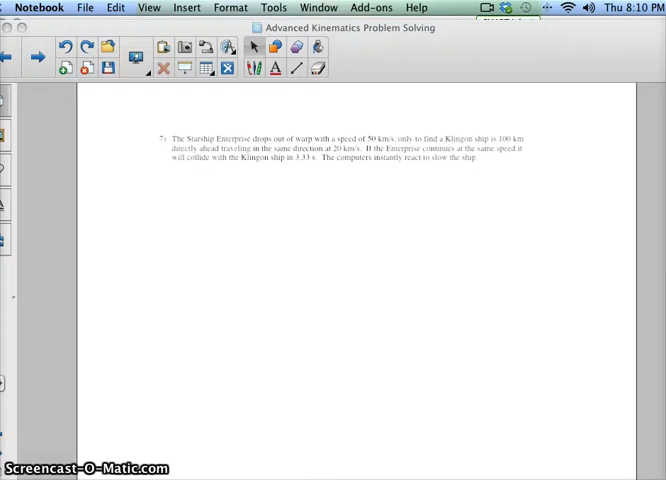 Notebook File Edit View Insert Format Tools Window Add-ons Help Thu 8:10 PM
Advanced Kinematics Problem Solving
7) The Starship Enterprise drops out of warp with a speed of 50 km/s, only to find a Klingon ship is 100 km
directly ahead traveling in the same direction at 20 km/s. If the Enterprise continues at the same speed it
will collide with the Klingon ship in 3.33 s. The computers instantly react to slow the ship.
Screencast-O-Matic.com